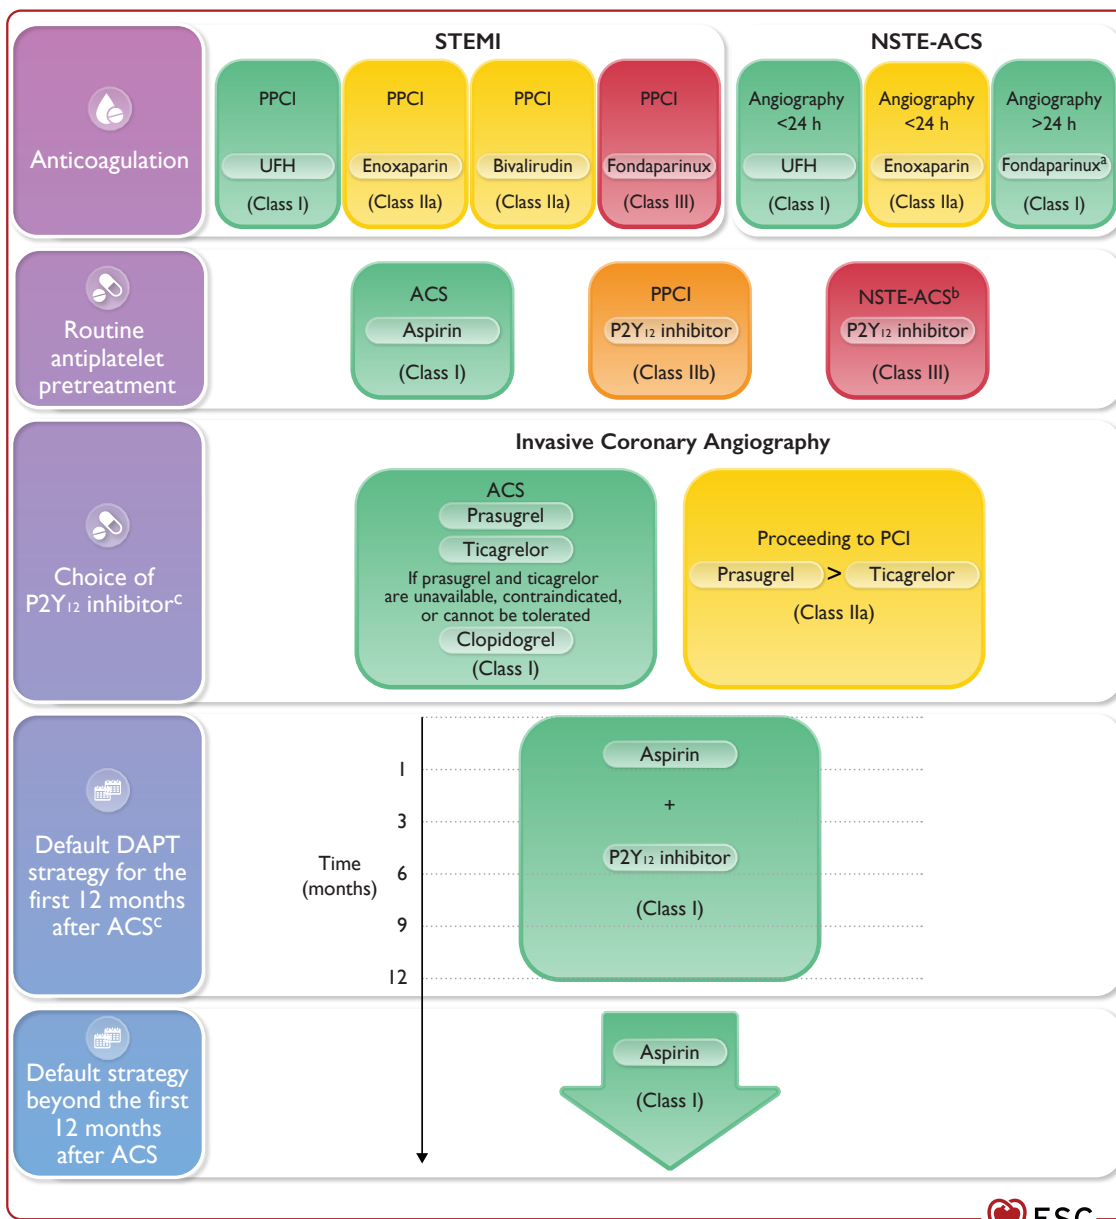 STEMI
NSTE-ACS
Anticoagulation
PPCI
UFH
(Class I)
PPCI
Enoxaparin
(Class IIa)
PPCI
Bivalirudin
(Class IIa)
PPCI
Fondaparinux
(Class III)
Angiography
<24 h
UFH
(Class I)
Angiography
<24 h
Enoxaparin
(Class IIa)
Angiography
>24 h
Fondaparinuxᵃ
(Class I)
Routine
antiplatelet
pretreatment
ACS
Aspirin
(Class I)
PPCI
P2Y₁₂ inhibitor
(Class IIb)
NSTE-ACSᵇ
P2Y₁₂ inhibitor
(Class III)
Choice of
P2Y₁₂ inhibitorᶜ
Invasive Coronary Angiography
ACS
Prasugrel
Ticagrelor
If prasugrel and ticagrelor
are unavailable, contraindicated,
or cannot be tolerated
Clopidogrel
(Class I)
Proceeding to PCI
Prasugrel > Ticagrelor
(Class IIa)
Default DAPT
strategy for the
first 12 months
after ACSᶜ
Time
(months)
1
3
6
9
12
Aspirin
+
P2Y₁₂ inhibitor
(Class I)
Default strategy
beyond the first
12 months
after ACS
Aspirin
(Class I)
ESC